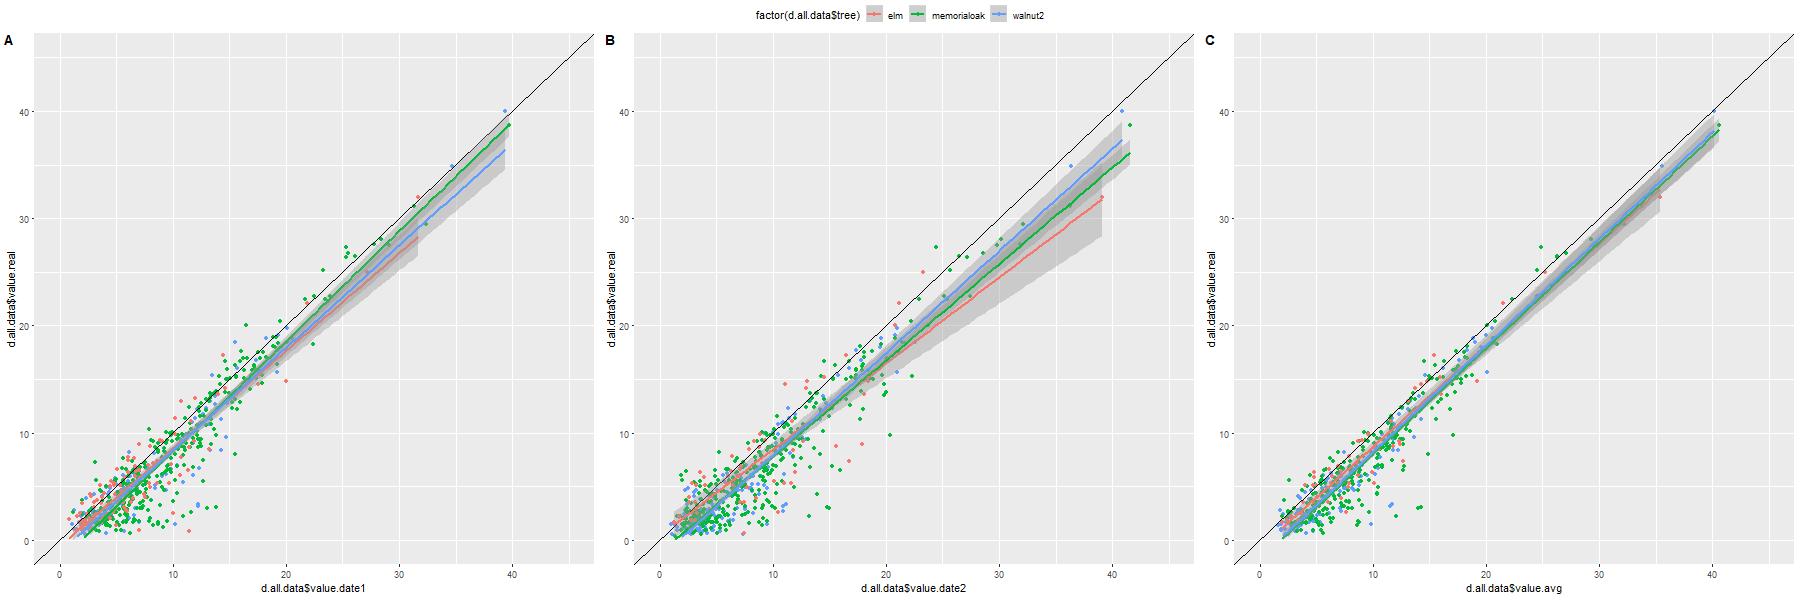 factor(d.all.data$tree) elm memorialoak walnut2
A
B
C
d.all.data$value.real
40
30
20
10
0
0 10 20 30 40
d.all.data$value.date1
d.all.data$value.real
40
30
20
10
0
0 10 20 30 40
d.all.data$value.date2
d.all.data$value.real
40
30
20
10
0
0 10 20 30 40
d.all.data$value.avg